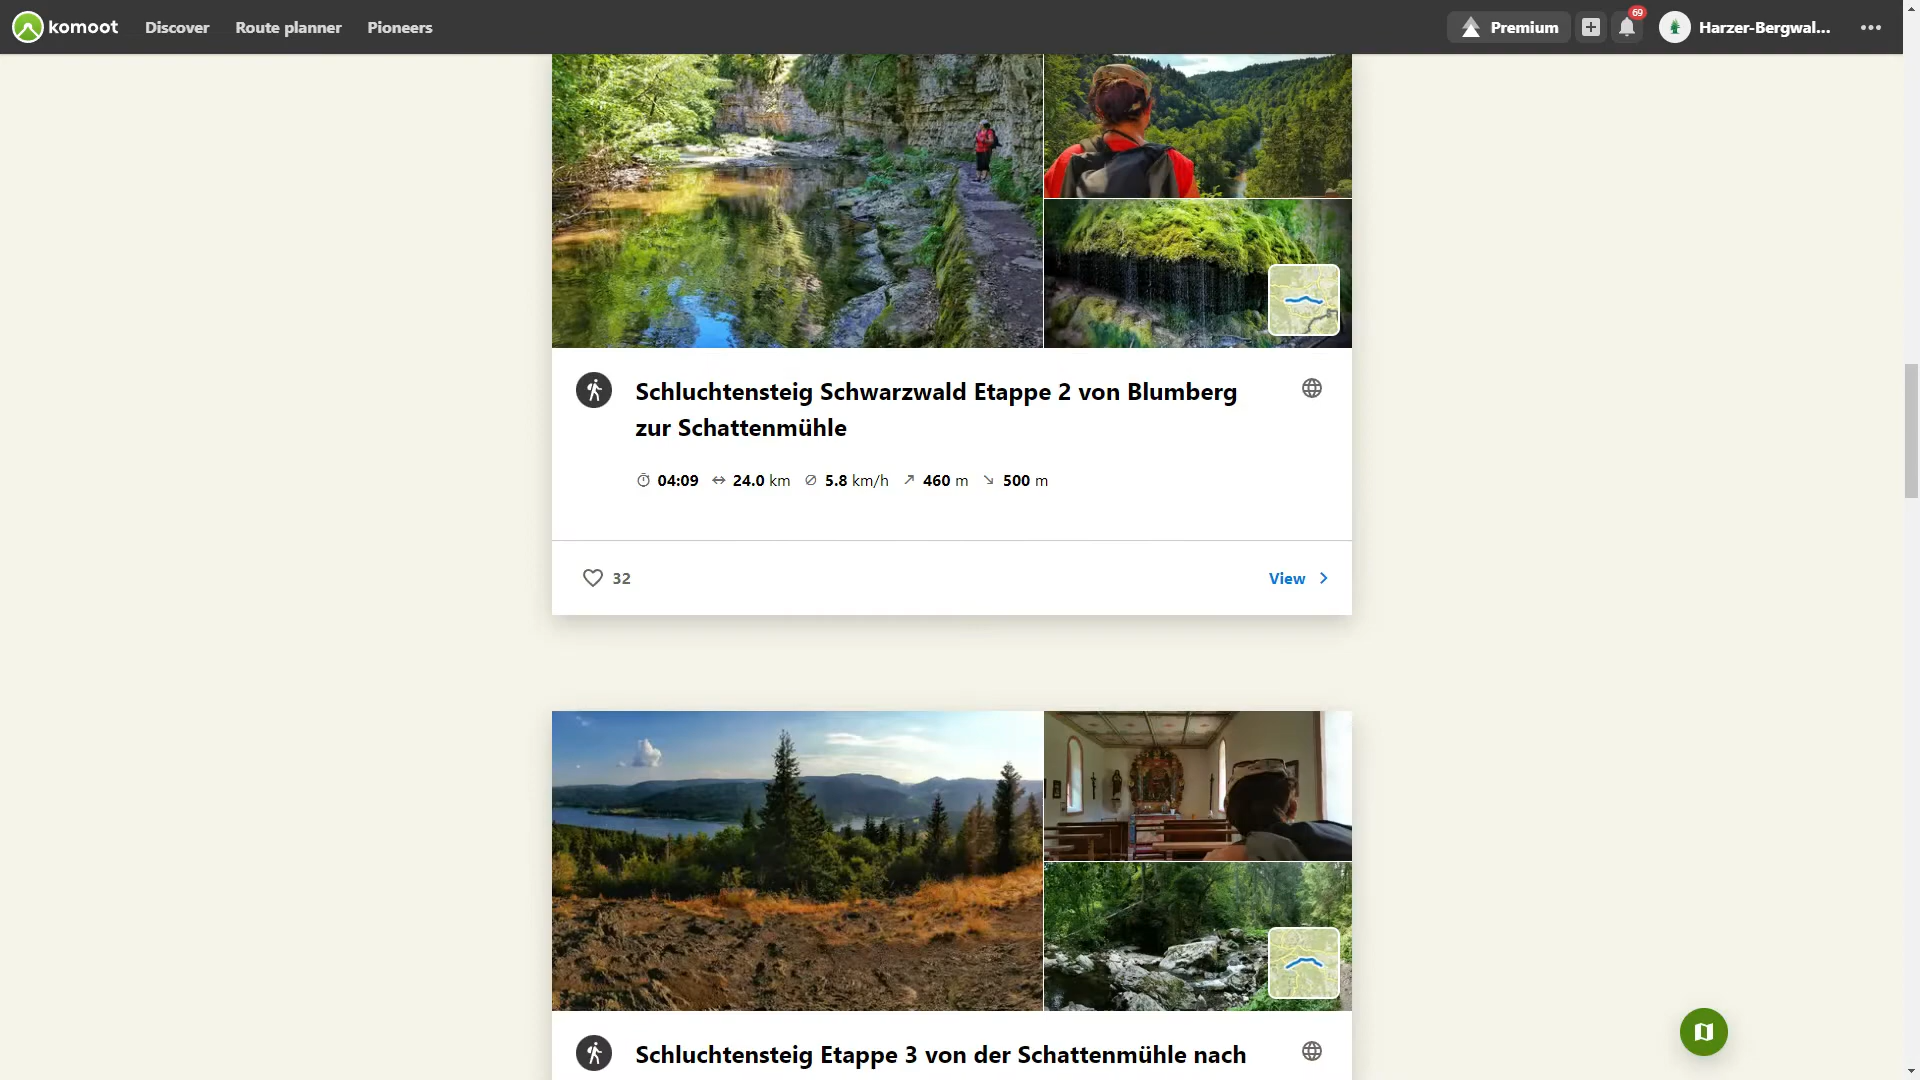 komoot Discover Route planner Pioneers Premium 69 Harzer-Bergwal...
Schluchtensteig Schwarzwald Etappe 2 von Blumberg
zur Schattenmühle
04:09 24.0 km 5.8 km/h 460 m 500 m
32 View
Schluchtensteig Etappe 3 von der Schattenmühle nach